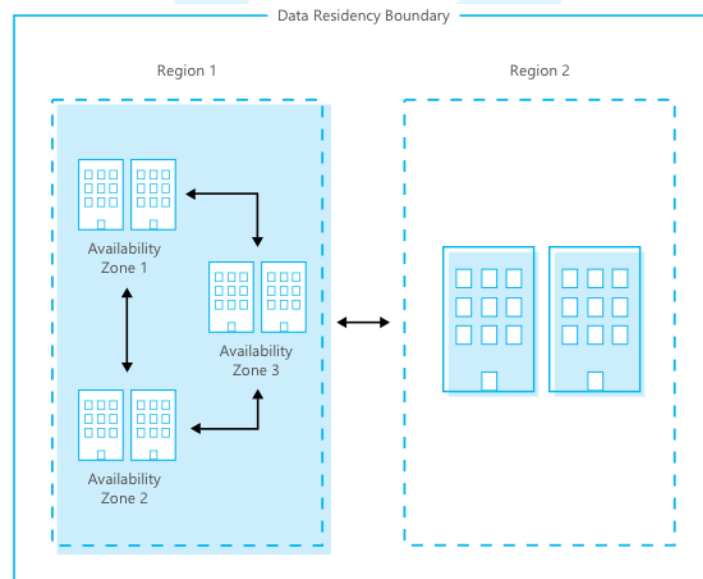 Data Residency Boundary
Region 1
Region 2
Availability
Zone 1
Availability
Zone 3
Availability
Zone 2